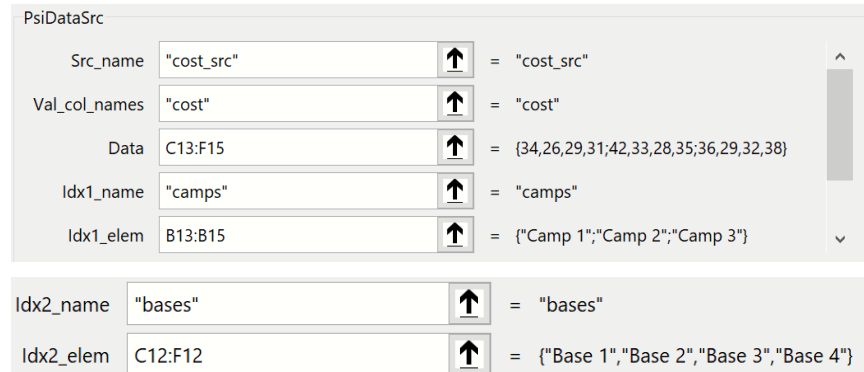 PsiDataSrc
Src_name "cost_src" = "cost_src"
Val_col_names "cost" = "cost"
Data C13:F15 = {34,26,29,31;42,33,28,35;36,29,32,38}
Idx1_name "camps" = "camps"
Idx1_elem B13:B15 = {"Camp 1";"Camp 2";"Camp 3"}
Idx2_name "bases" = "bases"
Idx2_elem C12:F12 = {"Base 1","Base 2","Base 3","Base 4"}